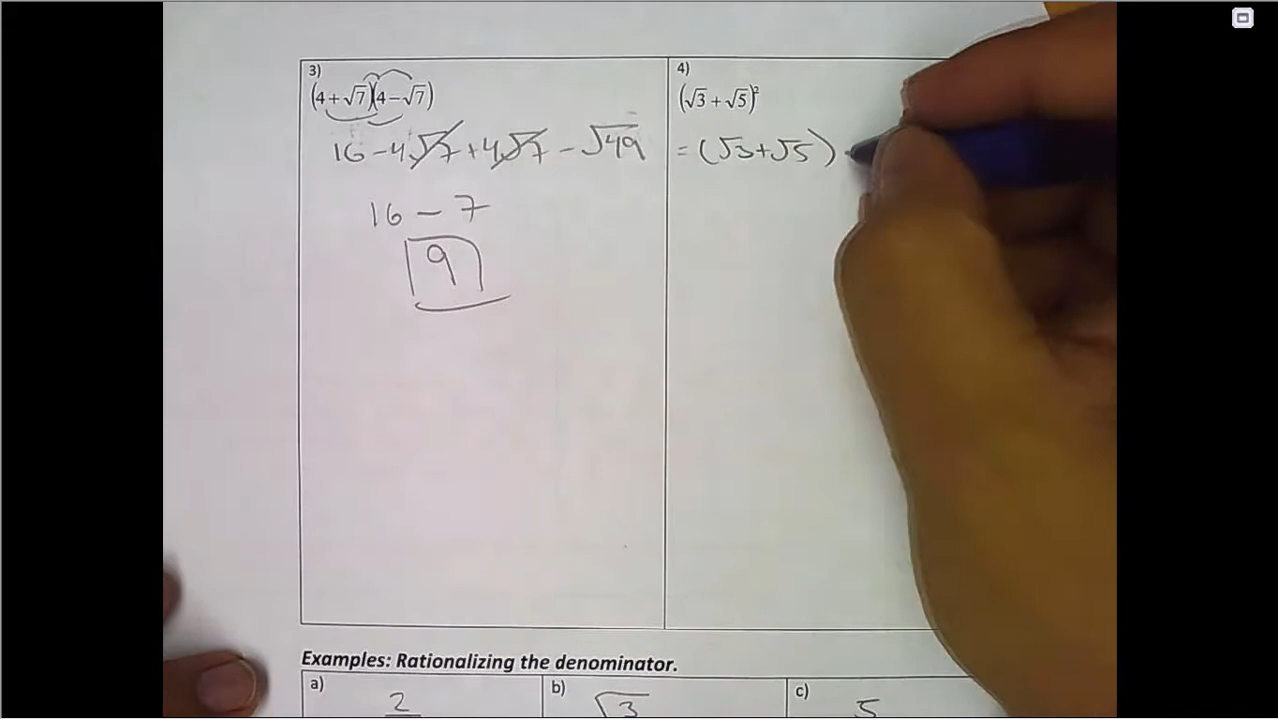 3)
(4+√7)(4−√7)
16 − 4√7 + 4√7 − √49
16 − 7
9
4)
(√3+√5)²
= (√3+√5)
Examples: Rationalizing the denominator.
a)
2
b)
√3
c)
5